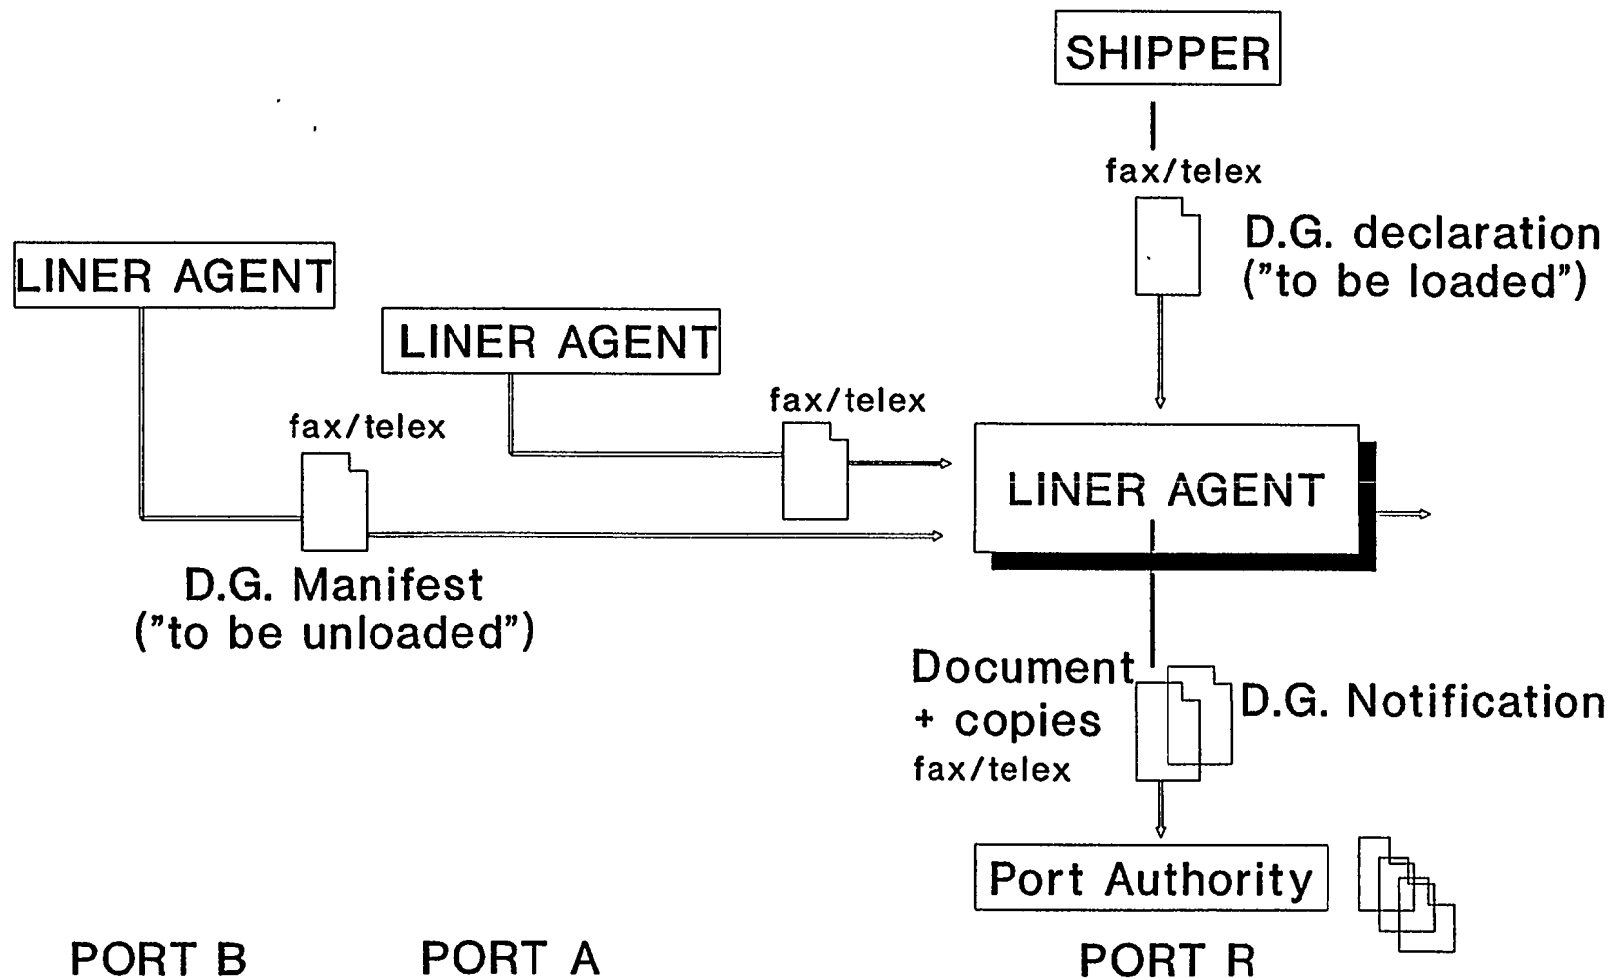 SHIPPER
fax/telex
D.G. declaration
("to be loaded")
LINER AGENT
LINER AGENT
fax/telex
fax/telex
LINER AGENT
D.G. Manifest
("to be unloaded")
Document
+ copies
fax/telex
D.G. Notification
Port Authority
PORT B
PORT A
PORT R